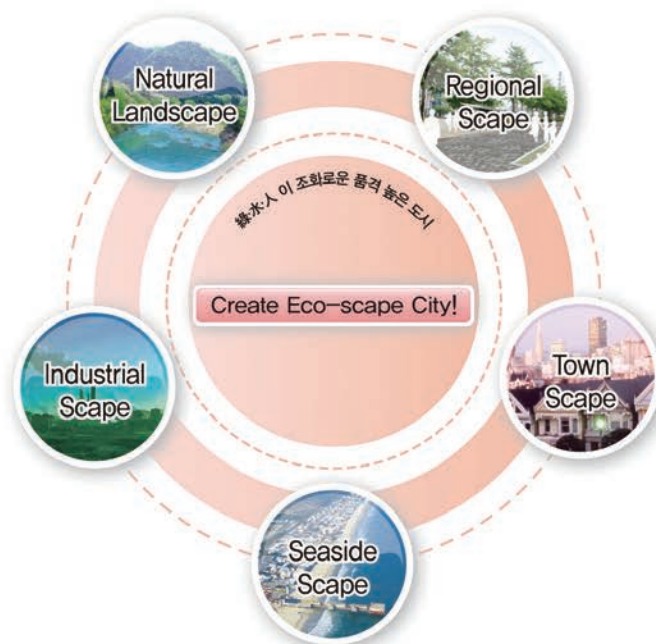 Natural
Landscape
Regional
Scape
綠·水·人 이 조화로운 품격 높은 도시
Create Eco-scape City!
Industrial
Scape
Town
Scape
Seaside
Scape